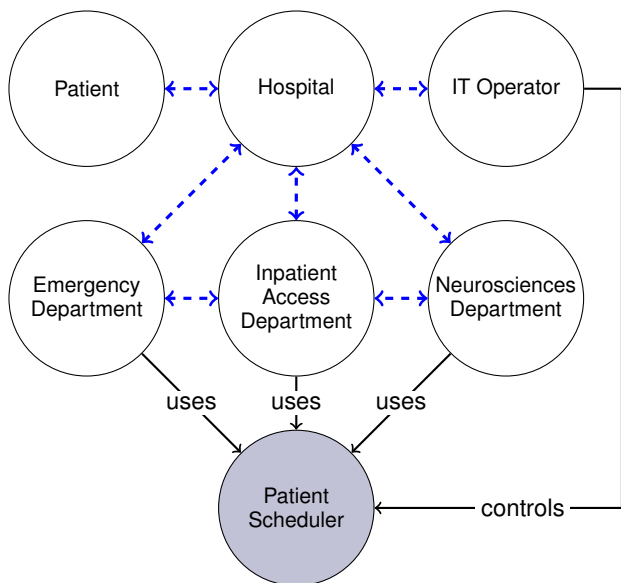 Patient
Hospital
IT Operator
Emergency
Department
Inpatient
Access
Department
Neurosciences
Department
uses
uses
uses
Patient
Scheduler
controls